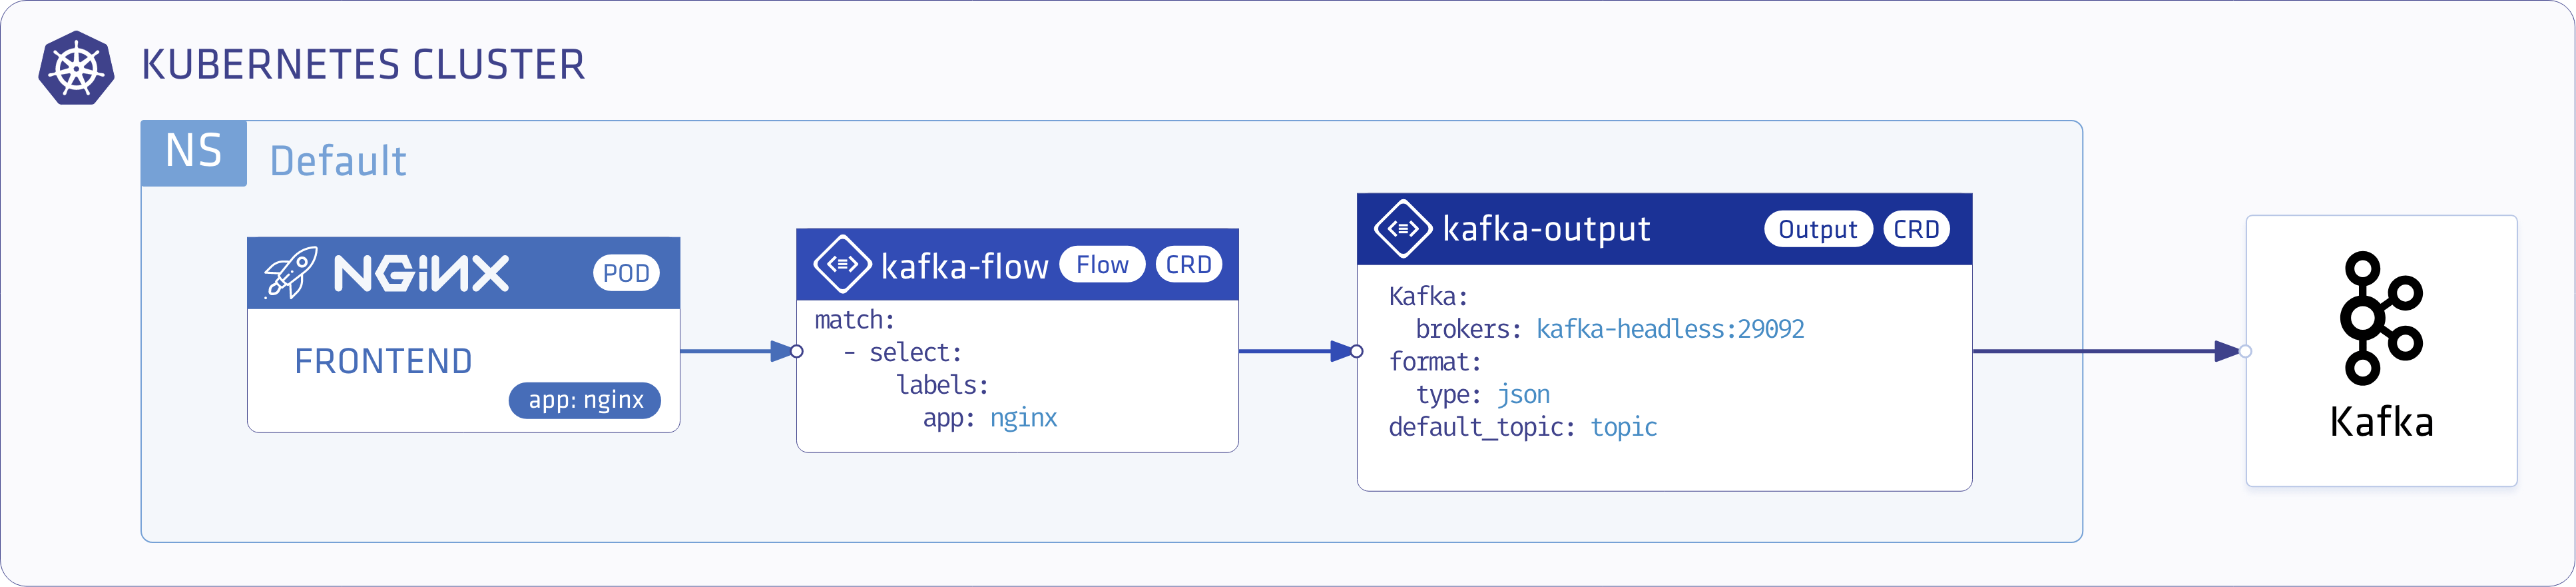 KUBERNETES CLUSTER
NS
Default
NGiNX
POD
FRONTEND
app: nginx
kafka-flow
Flow
CRD
match:
  - select:
      labels:
        app: nginx
kafka-output
Output
CRD
Kafka:
  brokers: kafka-headless:29092
format:
  type: json
default_topic: topic
Kafka